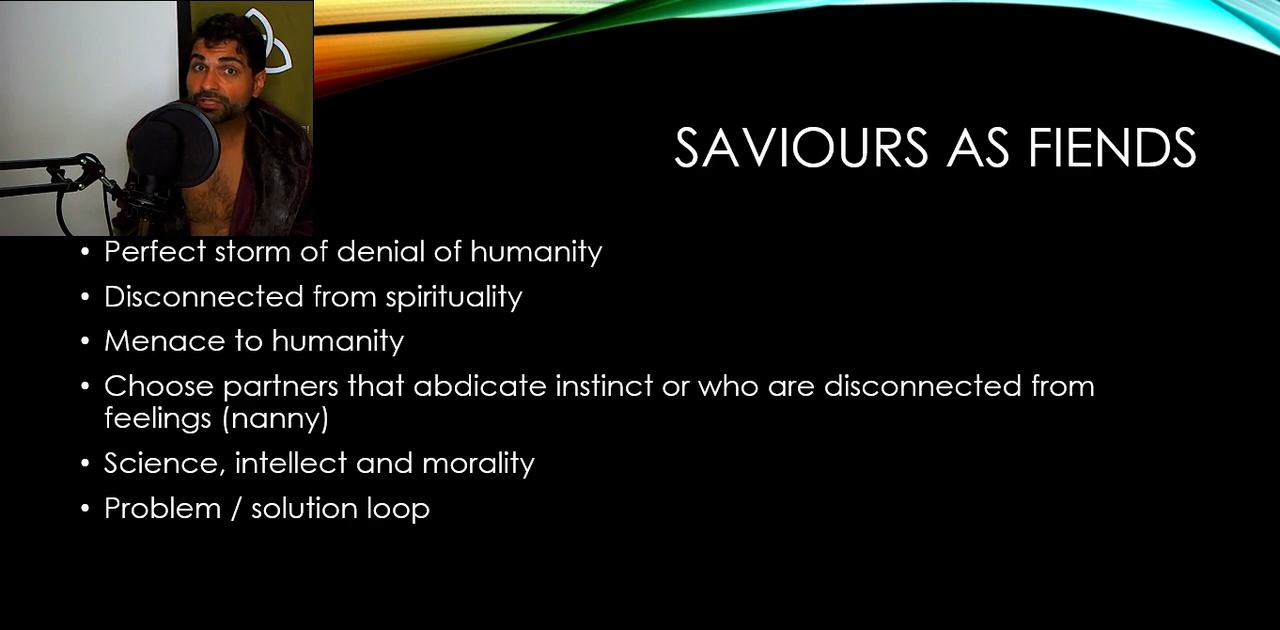 SAVIOURS AS FIENDS
• Perfect storm of denial of humanity
• Disconnected from spirituality
• Menace to humanity
• Choose partners that abdicate instinct or who are disconnected from
feelings (nanny)
• Science, intellect and morality
• Problem / solution loop